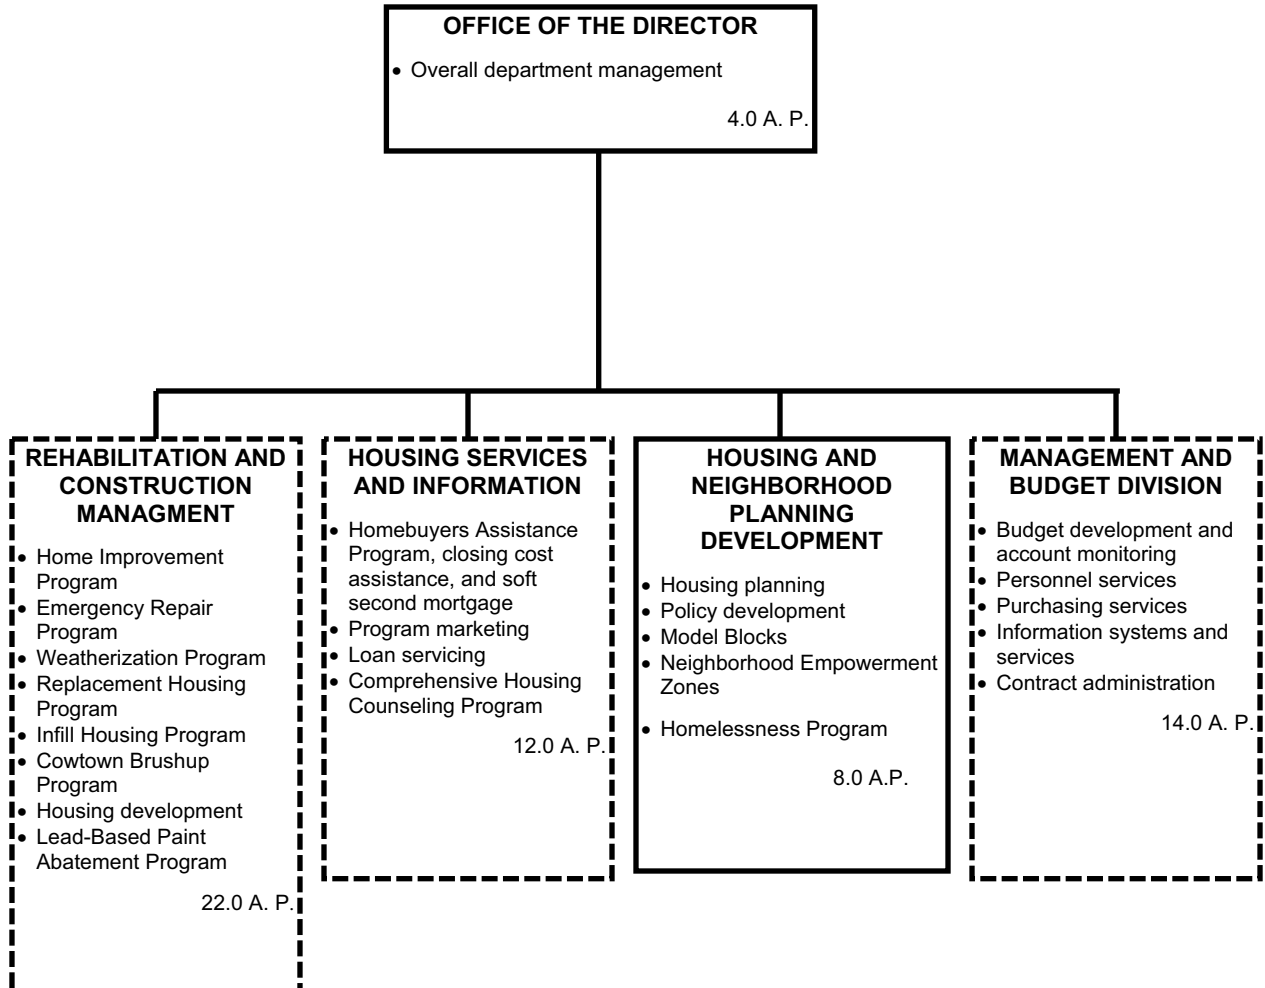 OFFICE OF THE DIRECTOR
• Overall department management
4.0 A. P.
REHABILITATION AND
CONSTRUCTION
MANAGMENT
• Home Improvement
Program
• Emergency Repair
Program
• Weatherization Program
• Replacement Housing
Program
• Infill Housing Program
• Cowtown Brushup
Program
• Housing development
• Lead-Based Paint
Abatement Program
22.0 A. P.
HOUSING SERVICES
AND INFORMATION
• Homebuyers Assistance
Program, closing cost
assistance, and soft
second mortgage
• Program marketing
• Loan servicing
• Comprehensive Housing
Counseling Program
12.0 A. P.
HOUSING AND
NEIGHBORHOOD
PLANNING
DEVELOPMENT
• Housing planning
• Policy development
• Model Blocks
• Neighborhood Empowerment
Zones
• Homelessness Program
8.0 A.P.
MANAGEMENT AND
BUDGET DIVISION
• Budget development and
account monitoring
• Personnel services
• Purchasing services
• Information systems and
services
• Contract administration
14.0 A. P.